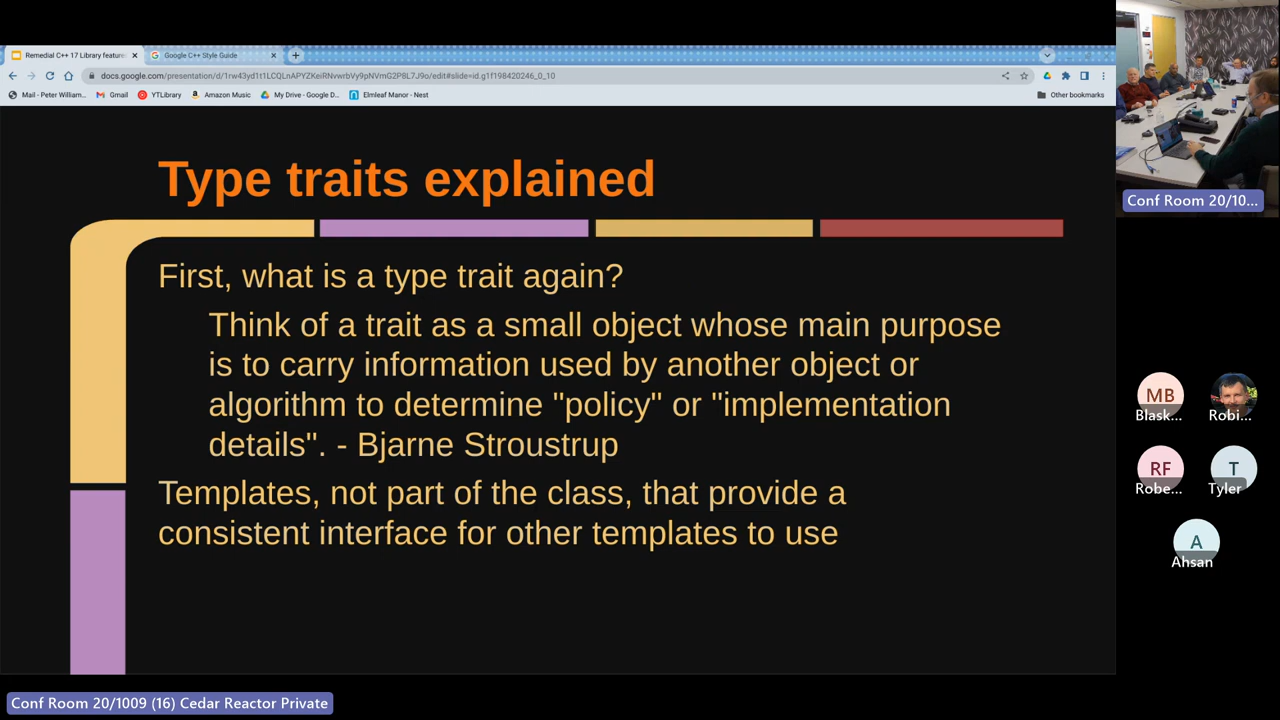 Remedial C++ 17 Library feature
Google C++ Style Guide
docs.google.com/presentation/d/1rw43yd1t1LCQLnAPYZKeiRNvwrbVy9pNVmG2P8L7J9o/edit#slide=id.g1f198420246_0_10
Mail - Peter William...
Gmail
YTLibrary
Amazon Music
My Drive - Google D...
Elmleaf Manor - Nest
Other bookmarks
Type traits explained
First, what is a type trait again?
Think of a trait as a small object whose main purpose
is to carry information used by another object or
algorithm to determine "policy" or "implementation
details". - Bjarne Stroustrup
Templates, not part of the class, that provide a
consistent interface for other templates to use
Conf Room 20/10...
MB
Blask...
Robi...
RF
Robe...
T
Tyler
A
Ahsan
Conf Room 20/1009 (16) Cedar Reactor Private